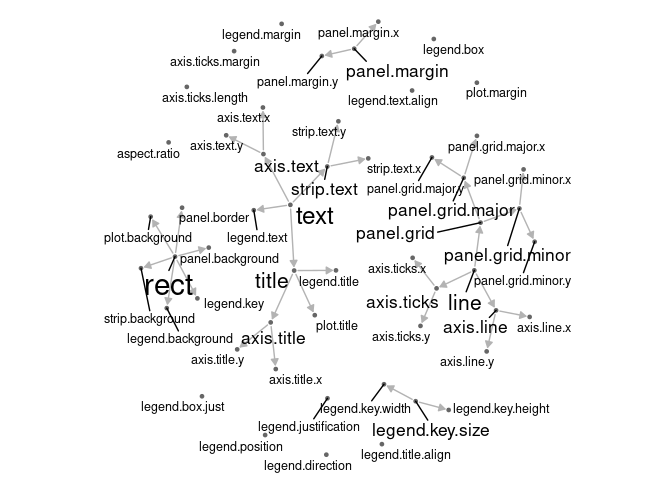 legend.margin
panel.margin.x
legend.box
axis.ticks.margin
panel.margin.y
panel.margin
axis.ticks.length
legend.text.align
plot.margin
axis.text.x
strip.text.y
axis.text.y
aspect.ratio
axis.text
strip.text.x
panel.grid.major.x
strip.text
panel.grid.major.y
panel.grid.minor.x
text
panel.border
panel.grid.major
plot.background
legend.text
panel.grid
panel.background
panel.grid.minor
axis.ticks.x
rect
title
legend.title
panel.grid.minor.y
legend.key
axis.ticks
line
strip.background
plot.title
axis.line
axis.line.x
legend.background
axis.title
axis.ticks.y
axis.title.y
axis.line.y
axis.title.x
legend.box.just
legend.key.width
legend.key.height
legend.justification
legend.key.size
legend.position
legend.title.align
legend.direction